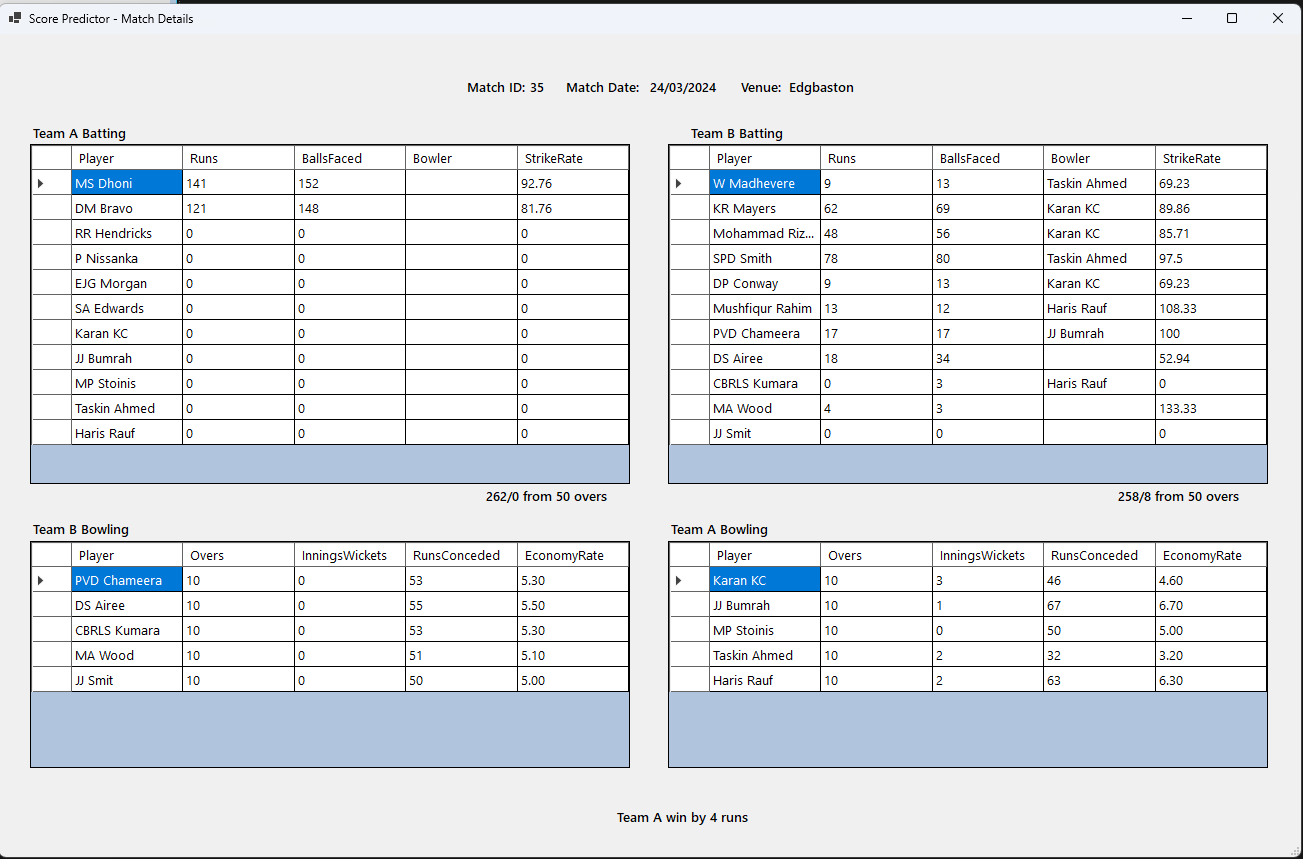 Score Predictor - Match Details
Match ID: 35 Match Date: 24/03/2024 Venue: Edgbaston
Team A Batting
Player Runs BallsFaced Bowler StrikeRate
MS Dhoni 141 152 92.76
DM Bravo 121 148 81.76
RR Hendricks 0 0 0
P Nissanka 0 0 0
EJG Morgan 0 0 0
SA Edwards 0 0 0
Karan KC 0 0 0
JJ Bumrah 0 0 0
MP Stoinis 0 0 0
Taskin Ahmed 0 0 0
Haris Rauf 0 0 0
262/0 from 50 overs
Team B Batting
Player Runs BallsFaced Bowler StrikeRate
W Madhevere 9 13 Taskin Ahmed 69.23
KR Mayers 62 69 Karan KC 89.86
Mohammad Riz... 48 56 Karan KC 85.71
SPD Smith 78 80 Taskin Ahmed 97.5
DP Conway 9 13 Karan KC 69.23
Mushfiqur Rahim 13 12 Haris Rauf 108.33
PVD Chameera 17 17 JJ Bumrah 100
DS Airee 18 34 52.94
CBRLS Kumara 0 3 Haris Rauf 0
MA Wood 4 3 133.33
JJ Smit 0 0 0
258/8 from 50 overs
Team B Bowling
Player Overs InningsWickets RunsConceded EconomyRate
PVD Chameera 10 0 53 5.30
DS Airee 10 0 55 5.50
CBRLS Kumara 10 0 53 5.30
MA Wood 10 0 51 5.10
JJ Smit 10 0 50 5.00
Team A Bowling
Player Overs InningsWickets RunsConceded EconomyRate
Karan KC 10 3 46 4.60
JJ Bumrah 10 1 67 6.70
MP Stoinis 10 0 50 5.00
Taskin Ahmed 10 2 32 3.20
Haris Rauf 10 2 63 6.30
Team A win by 4 runs